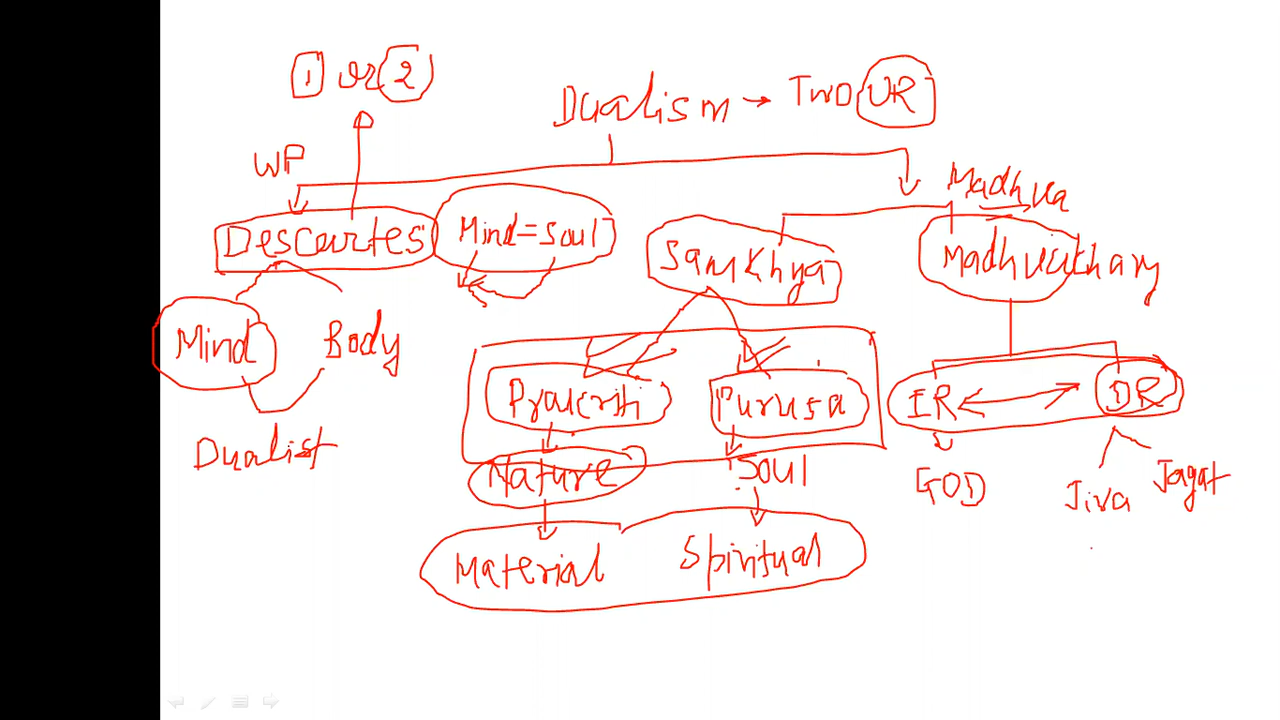 1 or 2
Dualism → Two UR
WP
Madhva
Descartes
Mind=Soul
Samkhya
Madhvachary
Mind
Body
Prakriti
Purusa
IR
DR
Dualist
Nature
Soul
GOD
Jiva
Jagat
Material
Spiritual